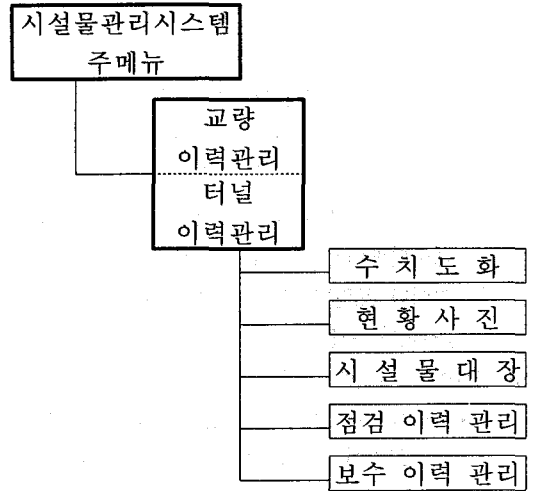 시설물관리시스템
주메뉴
교량
이력관리
터널
이력관리
수 치 도 화
현 황 사 진
시 설 물 대 장
점검 이력 관리
보수 이력 관리